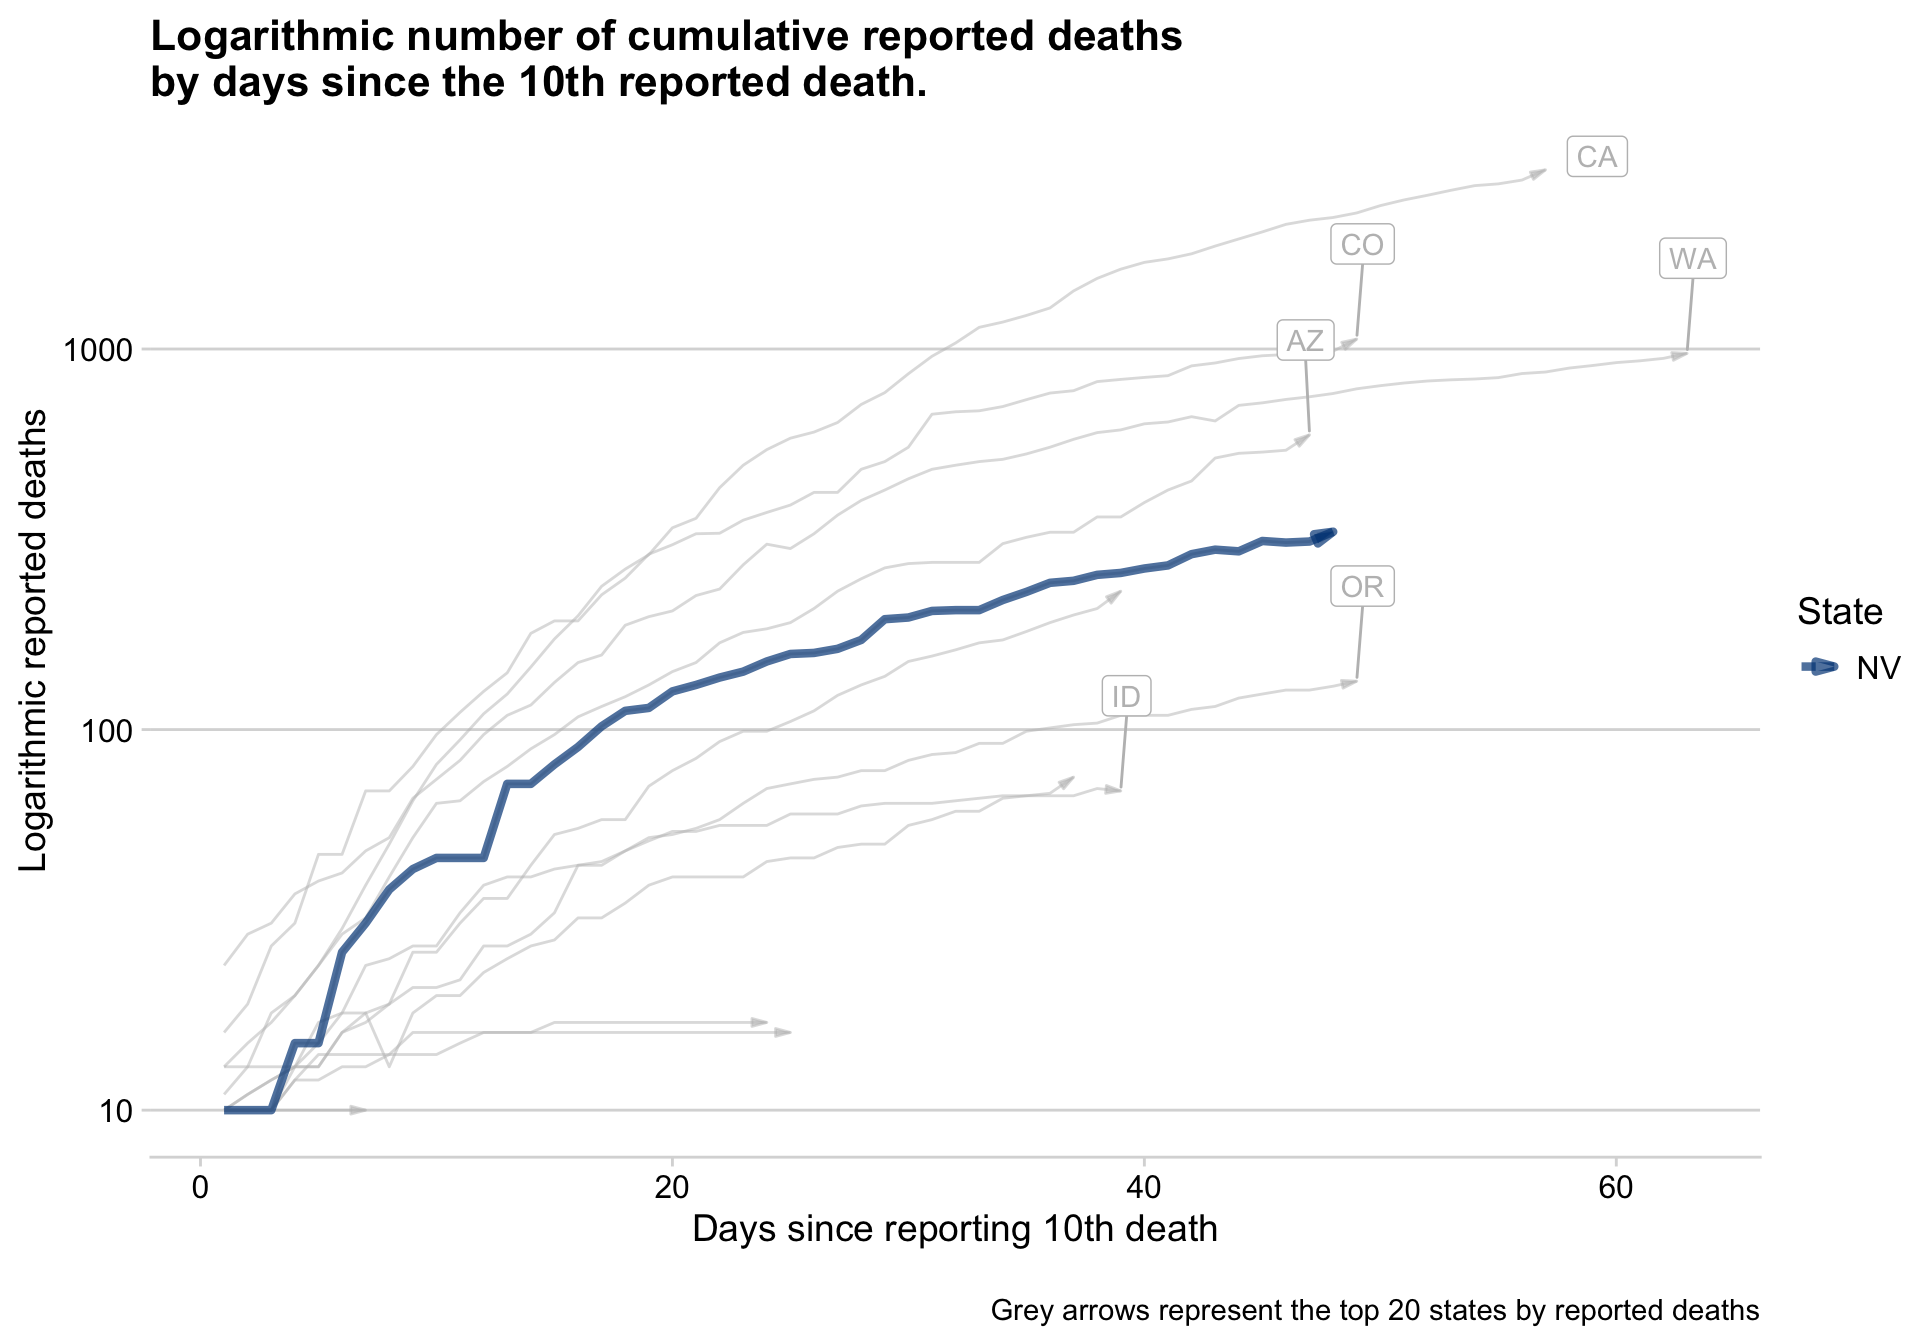 Logarithmic number of cumulative reported deaths
by days since the 10th reported death.
CA
CO
WA
AZ
1000
OR
ID
100
10
Logarithmic reported deaths
State
NV
0 20 40 60
Days since reporting 10th death
Grey arrows represent the top 20 states by reported deaths